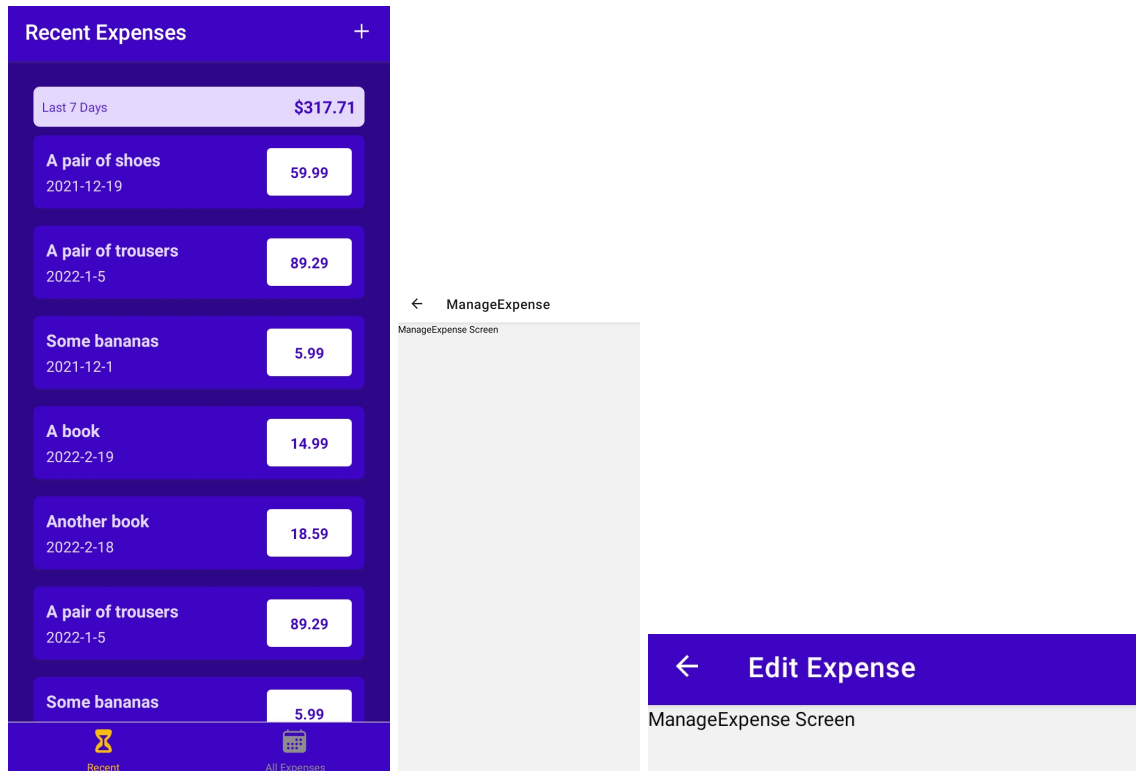 Recent Expenses
Last 7 Days $317.71
A pair of shoes
2021-12-19
59.99
A pair of trousers
2022-1-5
89.29
Some bananas
2021-12-1
5.99
A book
2022-2-19
14.99
Another book
2022-2-18
18.59
A pair of trousers
2022-1-5
89.29
Some bananas
5.99
Recent
All Expenses
ManageExpense
ManageExpense Screen
Edit Expense
ManageExpense Screen